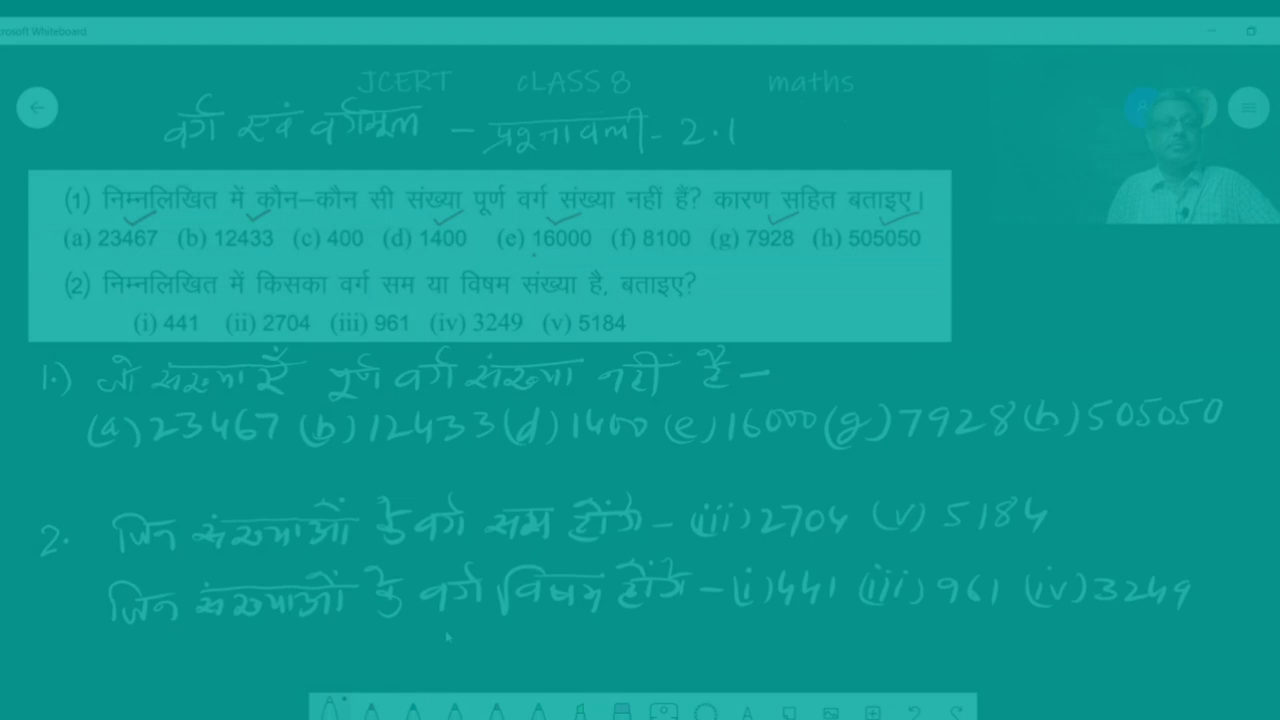 rosoft Whiteboard
JCERT CLASS 8 maths
वर्ग एवं वर्गमूल - प्रश्नावली - 2.1
(1) निम्नलिखित में कौन-कौन सी संख्या पूर्ण वर्ग संख्या नहीं हैं? कारण सहित बताइए।
(a) 23467 (b) 12433 (c) 400 (d) 1400 (e) 16000 (f) 8100 (g) 7928 (h) 505050
(2) निम्नलिखित में किसका वर्ग सम या विषम संख्या है, बताइए?
(i) 441 (ii) 2704 (iii) 961 (iv) 3249 (v) 5184
1.) जो संख्याएँ पूर्ण वर्ग संख्या नहीं है -
(a) 23467 (b) 12433 (d) 1400 (e) 16000 (g) 7928 (h) 505050
2. जिन संख्याओं के वर्ग सम होंगे - (iii) 2704 (v) 5184
जिन संख्याओं के वर्ग विषम होंगे - (i) 441 (iii) 961 (iv) 3249